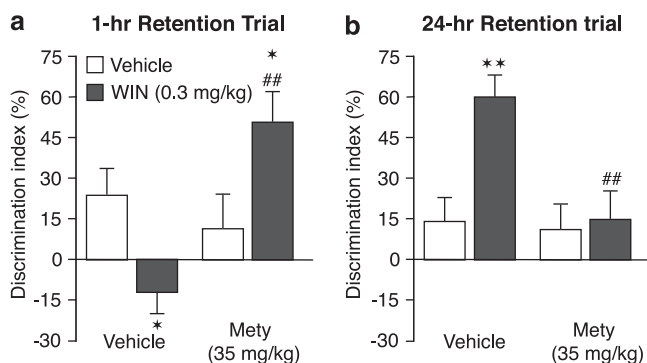 a 1-hr Retention Trial
Discrimination index (%)
75
60
45
30
15
0
-15
-30
Vehicle
WIN (0.3 mg/kg)
*
##
*
Vehicle
Mety
(35 mg/kg)
b 24-hr Retention trial
Discrimination index (%)
75
60
45
30
15
0
-15
-30
**
##
Vehicle
Mety
(35 mg/kg)